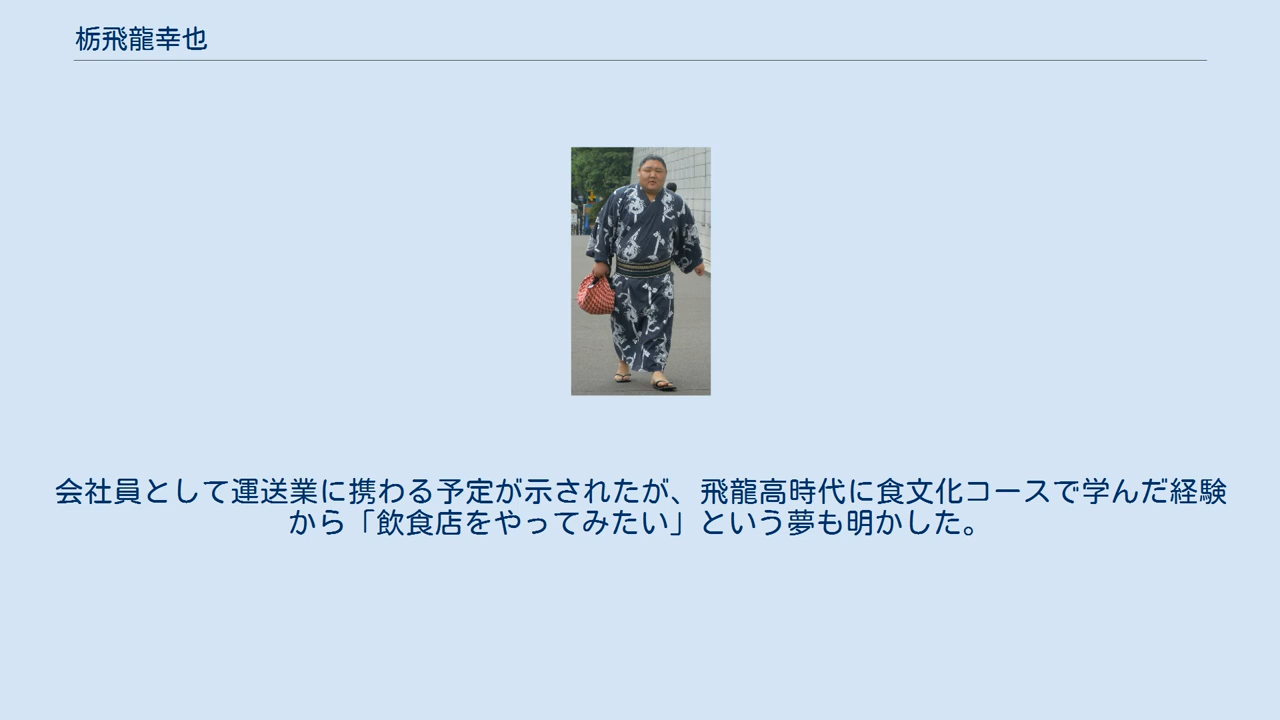 栃飛龍幸也
会社員として運送業に携わる予定が示されたが、飛龍高時代に食文化コースで学んだ経験
から「飲食店をやってみたい」という夢も明かした。